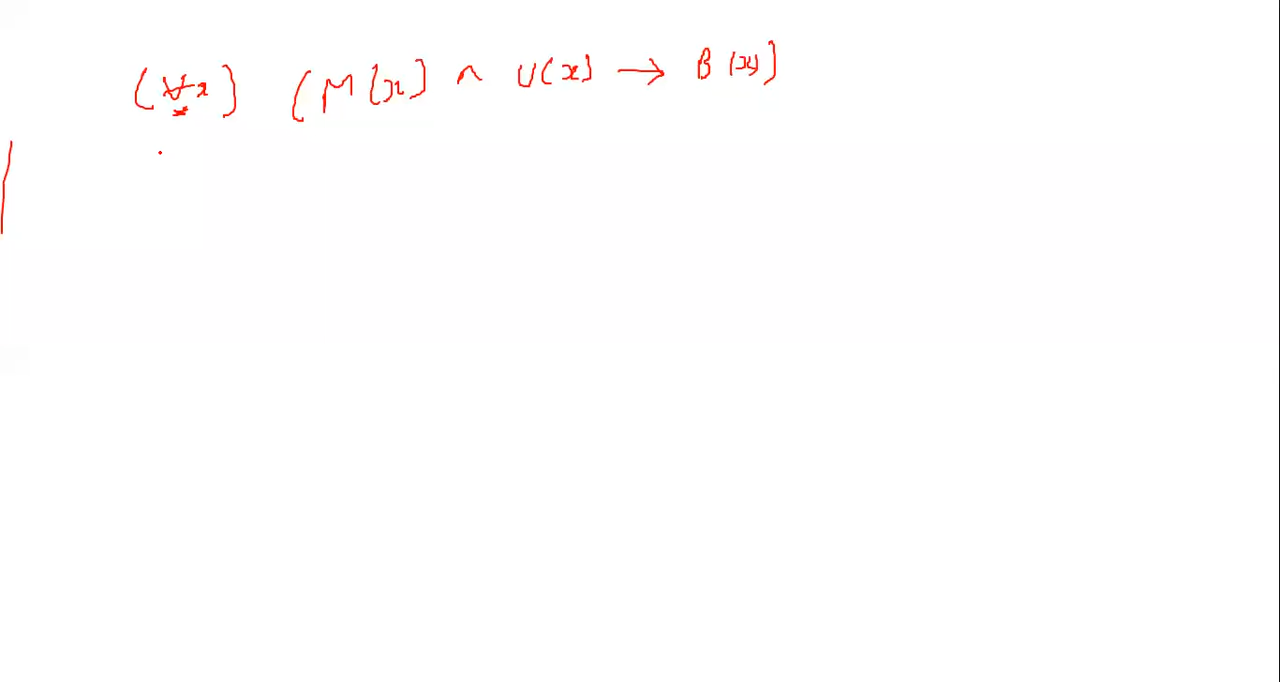 (∀x) (M(x) ∧ U(x) → B(x))